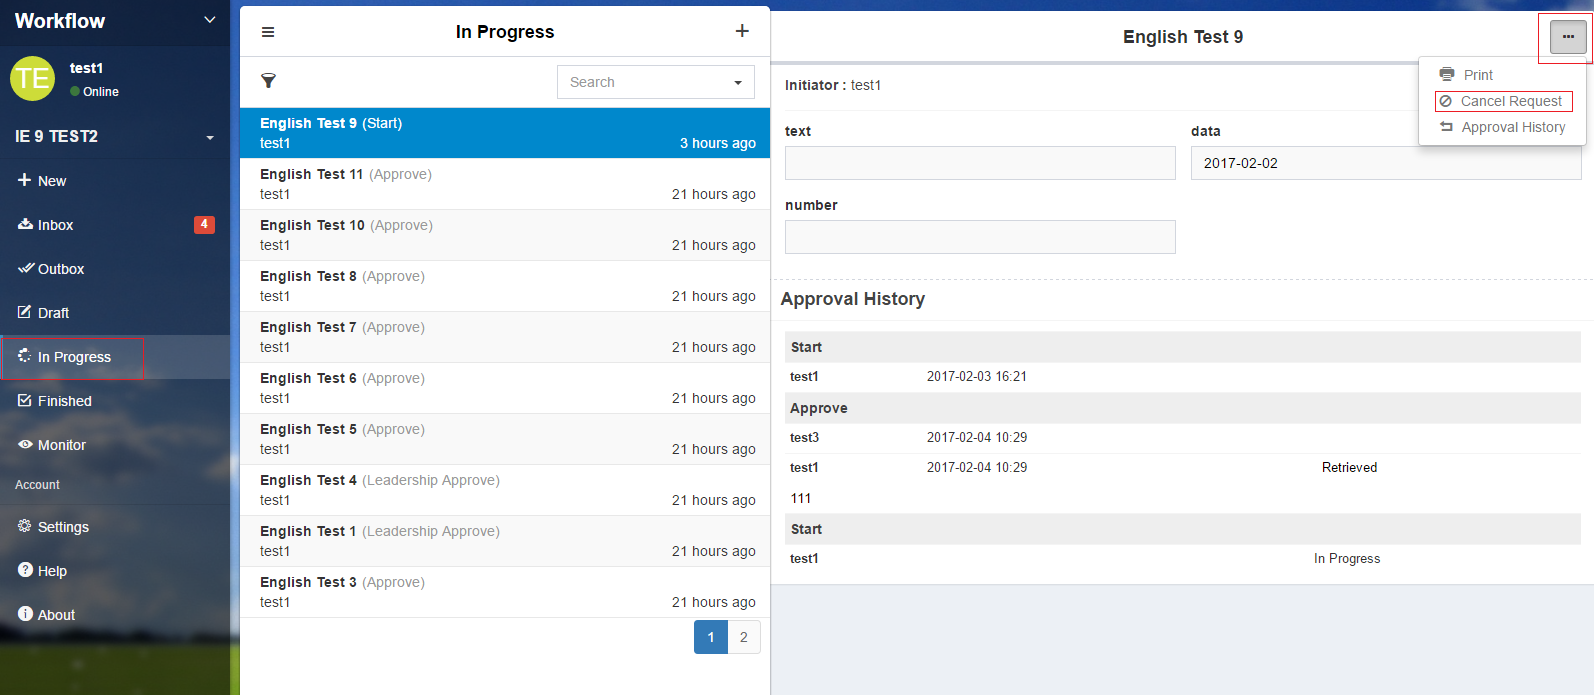 Workflow
TE
test1
Online
IE 9 TEST2
New
Inbox 4
Outbox
Draft
In Progress
Finished
Monitor
Account
Settings
Help
About
In Progress
Search
English Test 9 (Start)
test1 3 hours ago
English Test 11 (Approve)
test1 21 hours ago
English Test 10 (Approve)
test1 21 hours ago
English Test 8 (Approve)
test1 21 hours ago
English Test 7 (Approve)
test1 21 hours ago
English Test 6 (Approve)
test1 21 hours ago
English Test 5 (Approve)
test1 21 hours ago
English Test 4 (Leadership Approve)
test1 21 hours ago
English Test 1 (Leadership Approve)
test1 21 hours ago
English Test 3 (Approve)
test1 21 hours ago
1 2
English Test 9
Print
Cancel Request
Approval History
Initiator : test1
text data
2017-02-02
number
Approval History
Start
test1 2017-02-03 16:21
Approve
test3 2017-02-04 10:29
test1 2017-02-04 10:29 Retrieved
111
Start
test1 In Progress